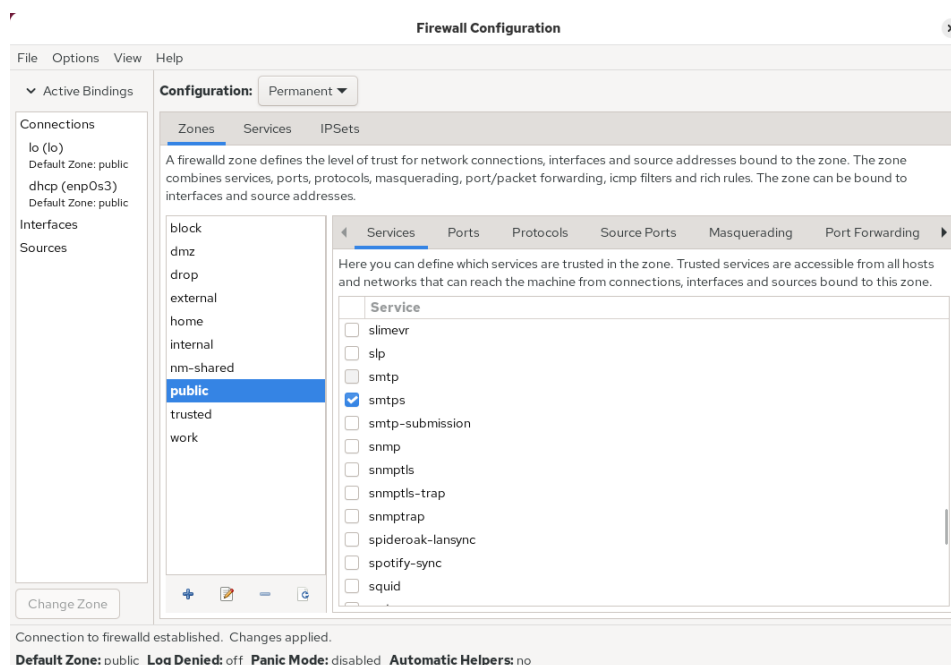 Firewall Configuration
File Options View Help
Active Bindings
Configuration: Permanent
Connections
lo (lo)
Default Zone: public
dhcp (enp0s3)
Default Zone: public
Interfaces
Sources
Change Zone
Zones Services IPSets
A firewalld zone defines the level of trust for network connections, interfaces and source addresses bound to the zone. The zone
combines services, ports, protocols, masquerading, port/packet forwarding, icmp filters and rich rules. The zone can be bound to
interfaces and source addresses.
block
dmz
drop
external
home
internal
nm-shared
public
trusted
work
Services Ports Protocols Source Ports Masquerading Port Forwarding
Here you can define which services are trusted in the zone. Trusted services are accessible from all hosts
and networks that can reach the machine from connections, interfaces and sources bound to this zone.
Service
slimevr
slp
smtp
smtps
smtp-submission
snmp
snmptls
snmptls-trap
snmptrap
spideroak-lansync
spotify-sync
squid
Connection to firewalld established. Changes applied.
Default Zone: public Log Denied: off Panic Mode: disabled Automatic Helpers: no